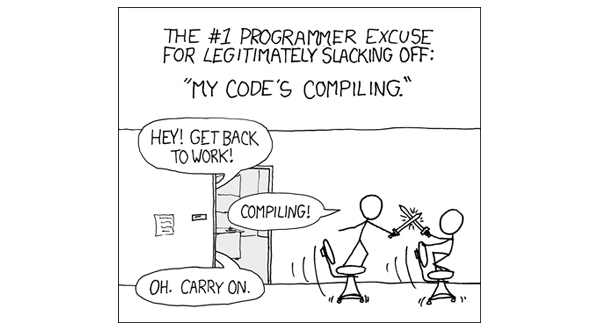 THE #1 PROGRAMMER EXCUSE
FOR LEGITIMATELY SLACKING OFF:
"MY CODE'S COMPILING."
HEY! GET BACK
TO WORK!
COMPILING!
OH. CARRY ON.